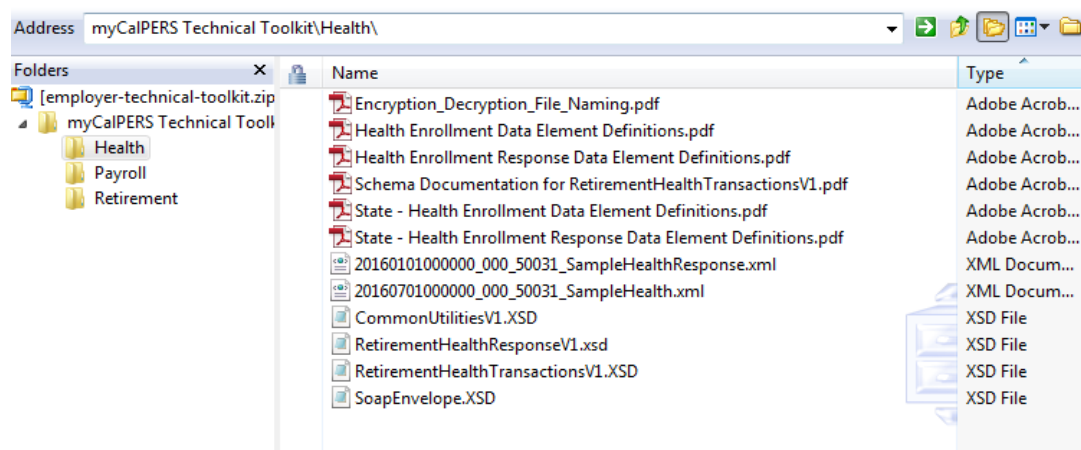 Address myCalPERS Technical Toolkit\Health\
Folders × Name Type
[employer-technical-toolkit.zip
myCalPERS Technical Toolk
Health
Payroll
Retirement
Encryption_Decryption_File_Naming.pdf Adobe Acrob...
Health Enrollment Data Element Definitions.pdf Adobe Acrob...
Health Enrollment Response Data Element Definitions.pdf Adobe Acrob...
Schema Documentation for RetirementHealthTransactionsV1.pdf Adobe Acrob...
State - Health Enrollment Data Element Definitions.pdf Adobe Acrob...
State - Health Enrollment Response Data Element Definitions.pdf Adobe Acrob...
20160101000000_000_50031_SampleHealthResponse.xml XML Docum...
20160701000000_000_50031_SampleHealth.xml XML Docum...
CommonUtilitiesV1.XSD XSD File
RetirementHealthResponseV1.xsd XSD File
RetirementHealthTransactionsV1.XSD XSD File
SoapEnvelope.XSD XSD File